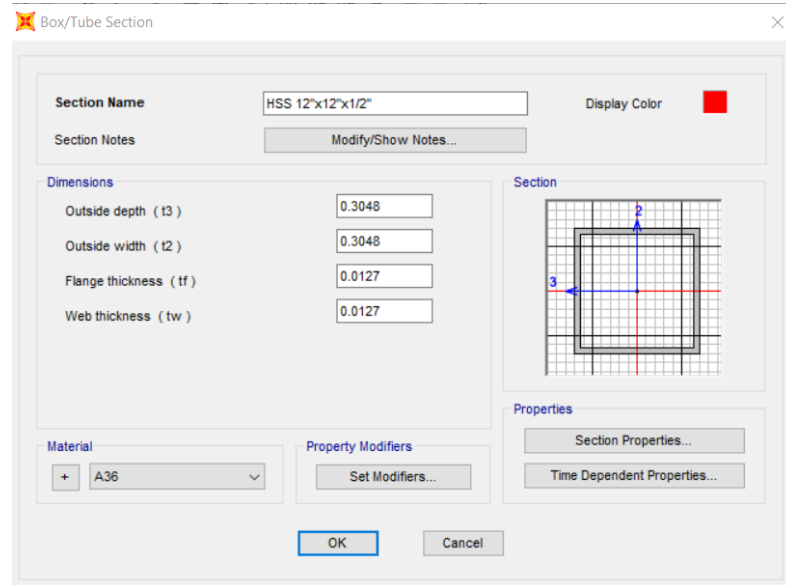 Box/Tube Section
Section Name
HSS 12"x12"x1/2"
Display Color
Section Notes
Modify/Show Notes...
Dimensions
Outside depth ( t3 )
0.3048
Outside width ( t2 )
0.3048
Flange thickness ( tf )
0.0127
Web thickness ( tw )
0.0127
Section
2
3
Properties
Section Properties...
Time Dependent Properties...
Material
+
A36
Property Modifiers
Set Modifiers...
OK
Cancel